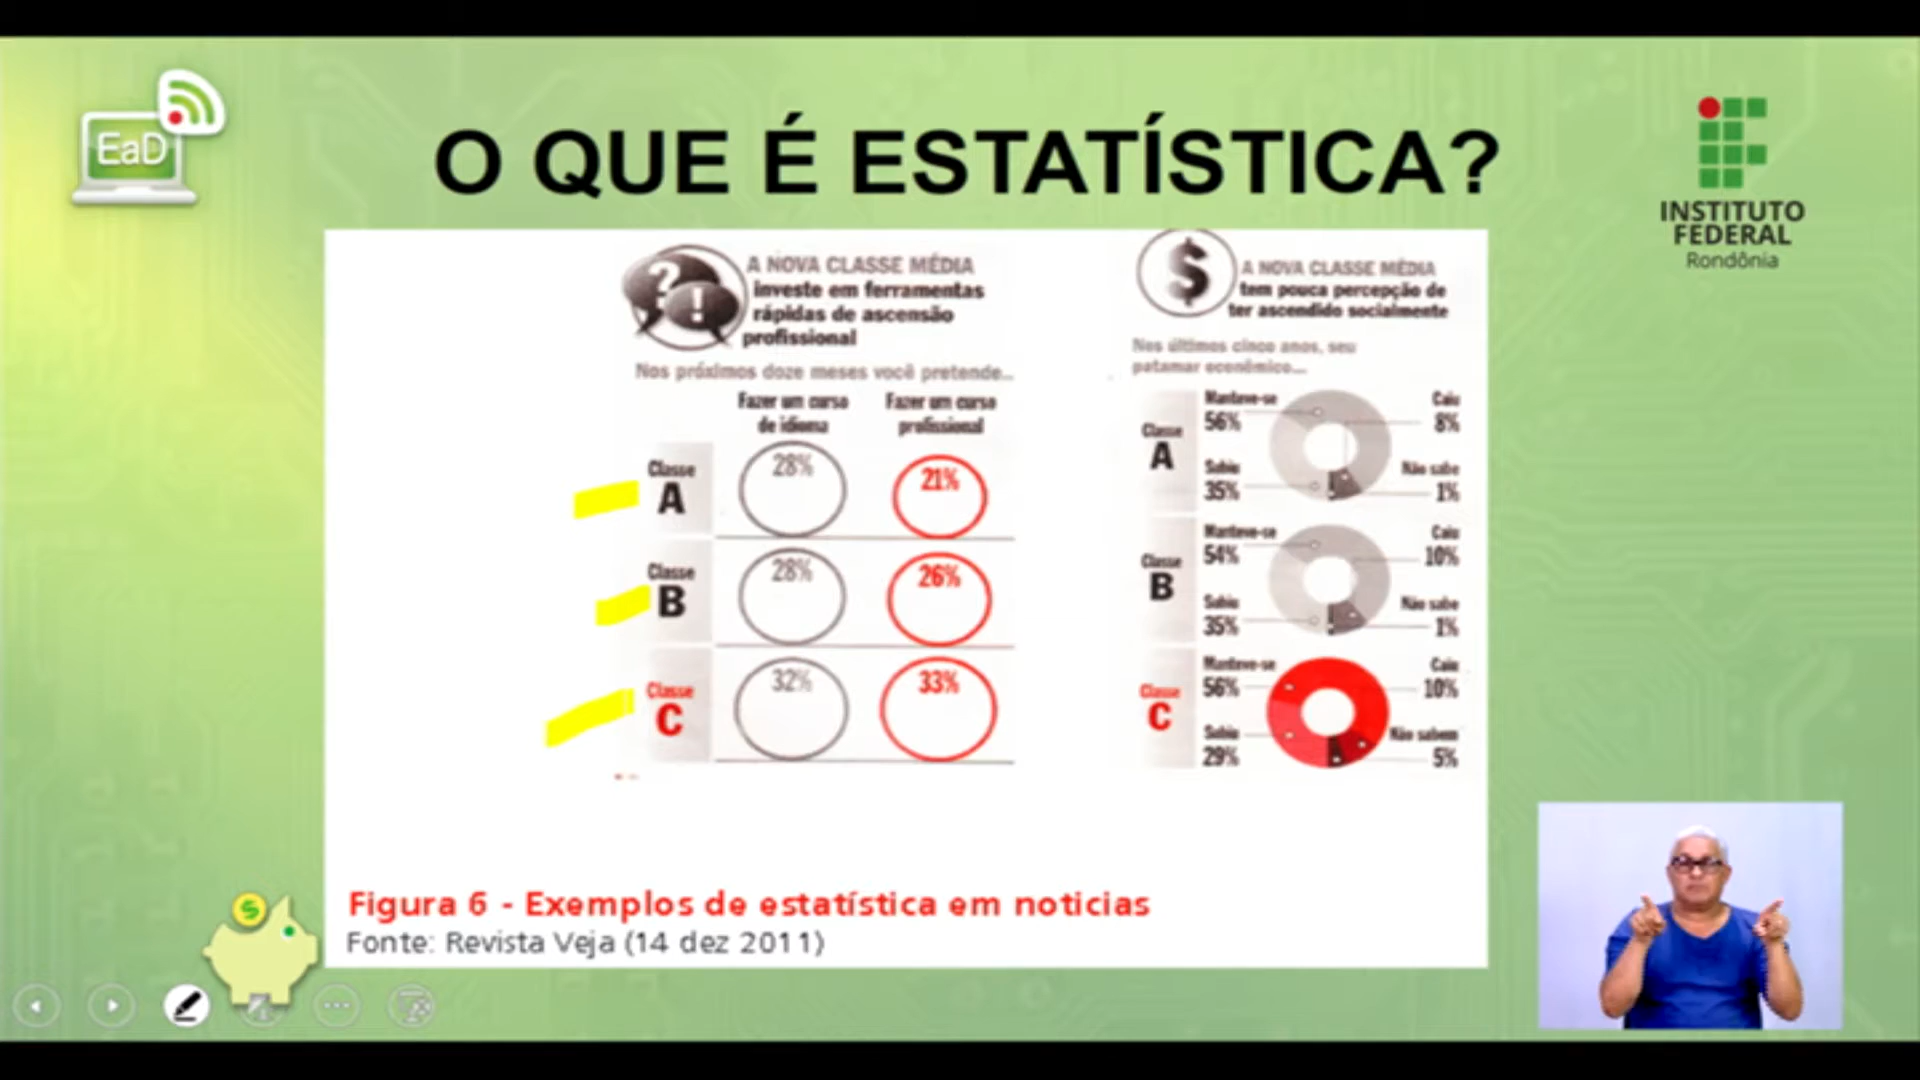 EaD
O QUE É ESTATÍSTICA?
INSTITUTO
FEDERAL
Rondônia
A NOVA CLASSE MÉDIA
investe em ferramentas
rápidas de ascensão
profissional
Nos próximos doze meses você pretende...
Fazer um curso
de idioma
Fazer um curso
profissional
Classe
A
28%
21%
Classe
B
28%
26%
Classe
C
32%
33%
$
A NOVA CLASSE MÉDIA
tem pouca percepção de
ter ascendido socialmente
Nos últimos cinco anos, seu
patamar econômico...
Classe
A
Manteve-se
56%
Caiu
8%
Subiu
35%
Não sabe
1%
Classe
B
Manteve-se
54%
Caiu
10%
Subiu
35%
Não sabe
1%
Classe
C
Manteve-se
56%
Caiu
10%
Subiu
29%
Não sabem
5%
Figura 6 - Exemplos de estatística em noticias
Fonte: Revista Veja (14 dez 2011)